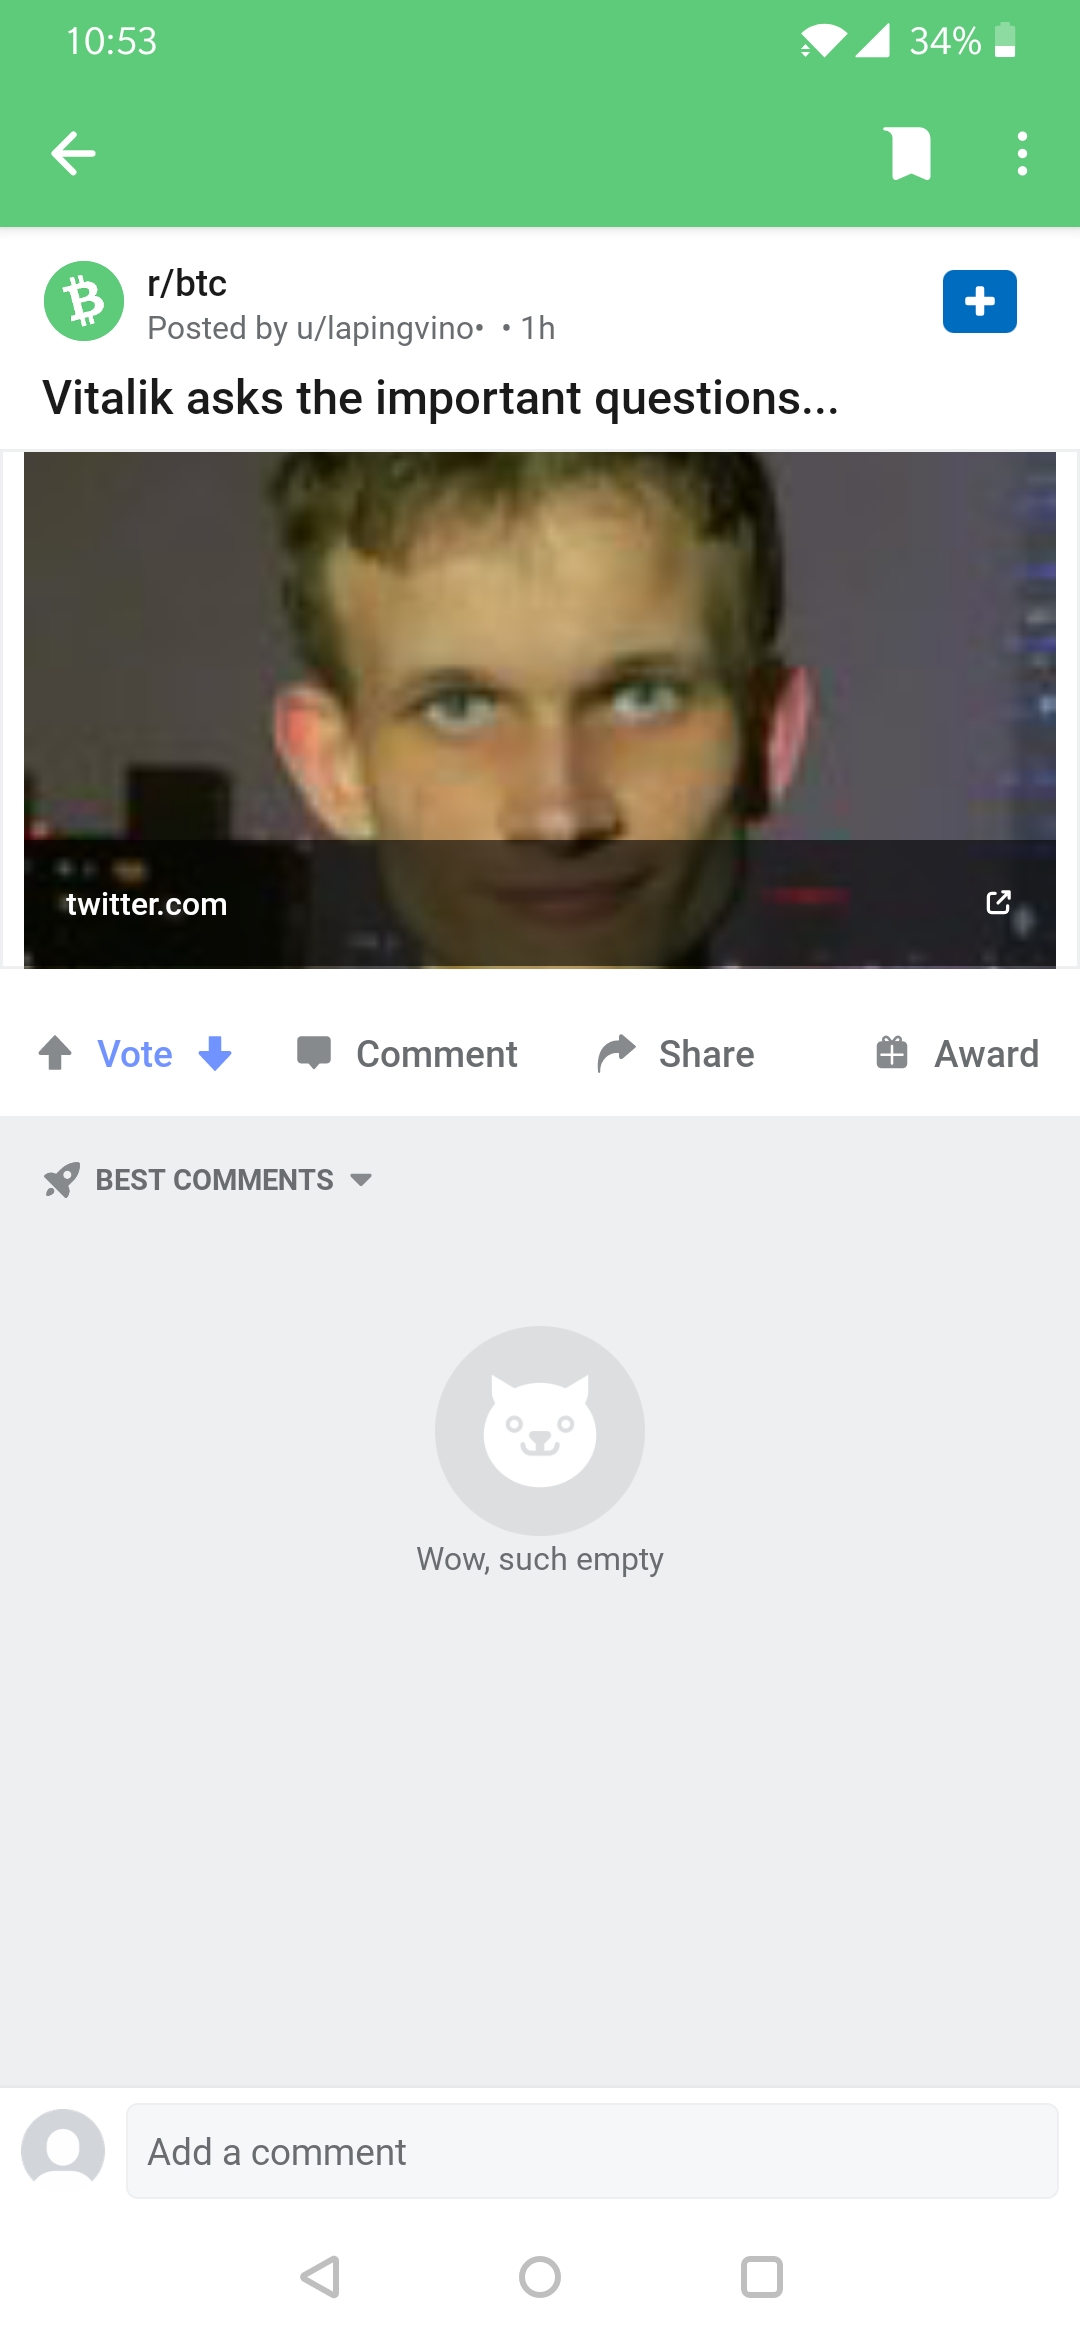 10:53
34%
r/btc
Posted by u/lapingvino• • 1h
Vitalik asks the important questions...
twitter.com
Vote Comment Share Award
BEST COMMENTS
Wow, such empty
Add a comment